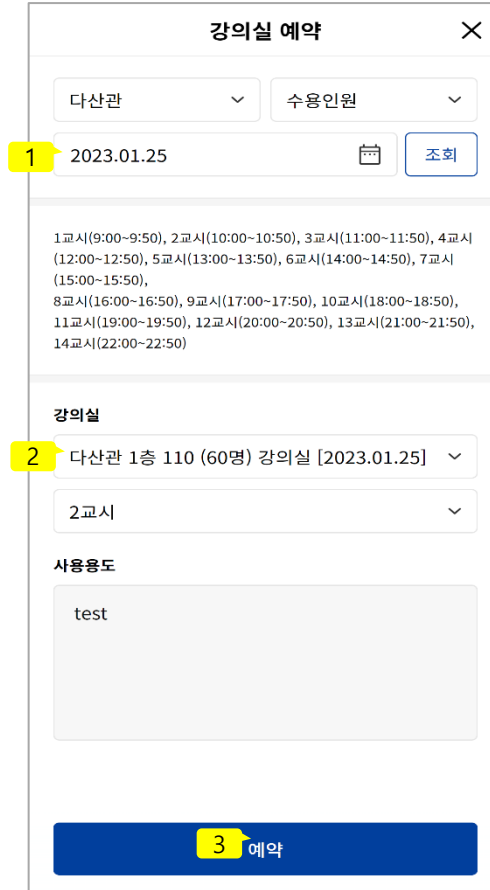 강의실 예약
다산관 수용인원
1 2023.01.25 조회
1교시(9:00~9:50), 2교시(10:00~10:50), 3교시(11:00~11:50), 4교시
(12:00~12:50), 5교시(13:00~13:50), 6교시(14:00~14:50), 7교시
(15:00~15:50),
8교시(16:00~16:50), 9교시(17:00~17:50), 10교시(18:00~18:50),
11교시(19:00~19:50), 12교시(20:00~20:50), 13교시(21:00~21:50),
14교시(22:00~22:50)
강의실
2 다산관 1층 110 (60명) 강의실 [2023.01.25]
2교시
사용용도
test
3 예약